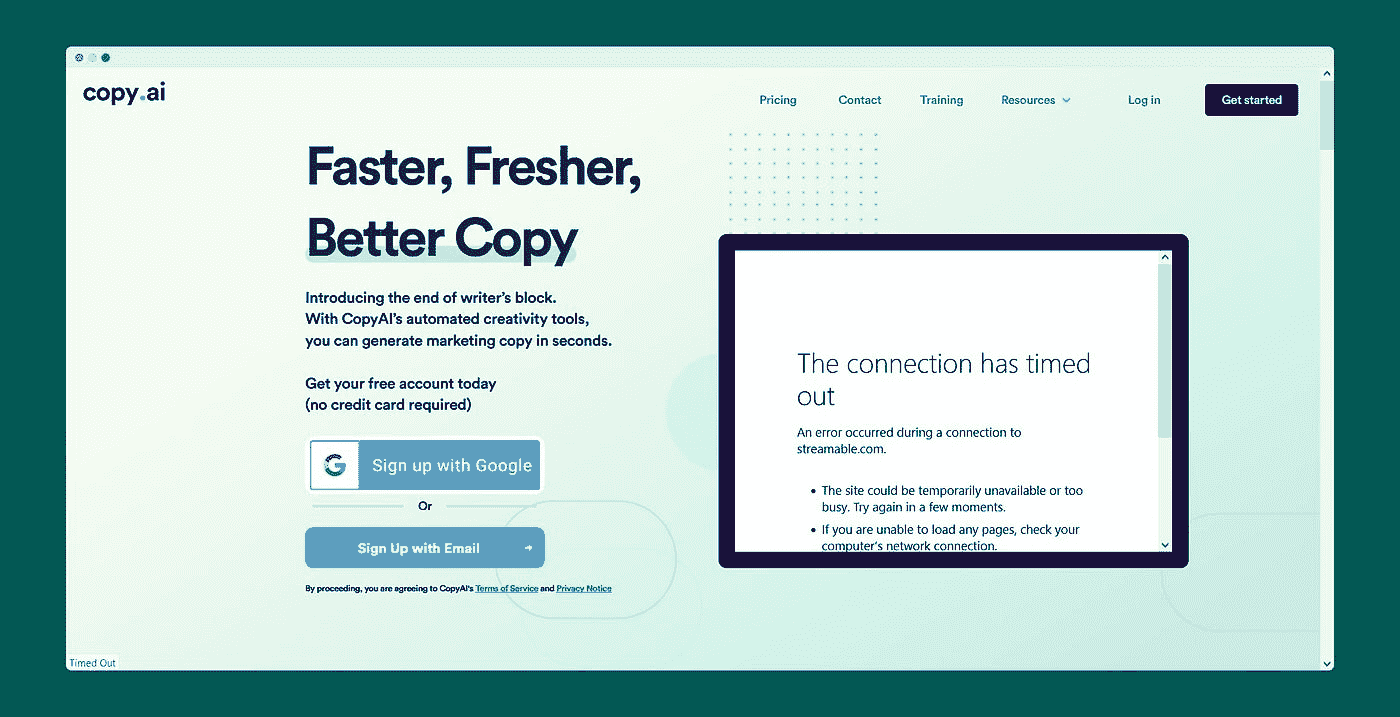 copy.ai
Pricing
Contact
Training
Resources
Log in
Get started
Faster, Fresher,
Better Copy
Introducing the end of writer's block.
With CopyAI's automated creativity tools,
you can generate marketing copy in seconds.
Get your free account today
(no credit card required)
G Sign up with Google
Or
Sign Up with Email
By proceeding, you are agreeing to CopyAI's Terms of Service and Privacy Notice
The connection has timed
out
An error occurred during a connection to
streamable.com.
• The site could be temporarily unavailable or too
busy. Try again in a few moments.
• If you are unable to load any pages, check your
computer's network connection.
Timed Out